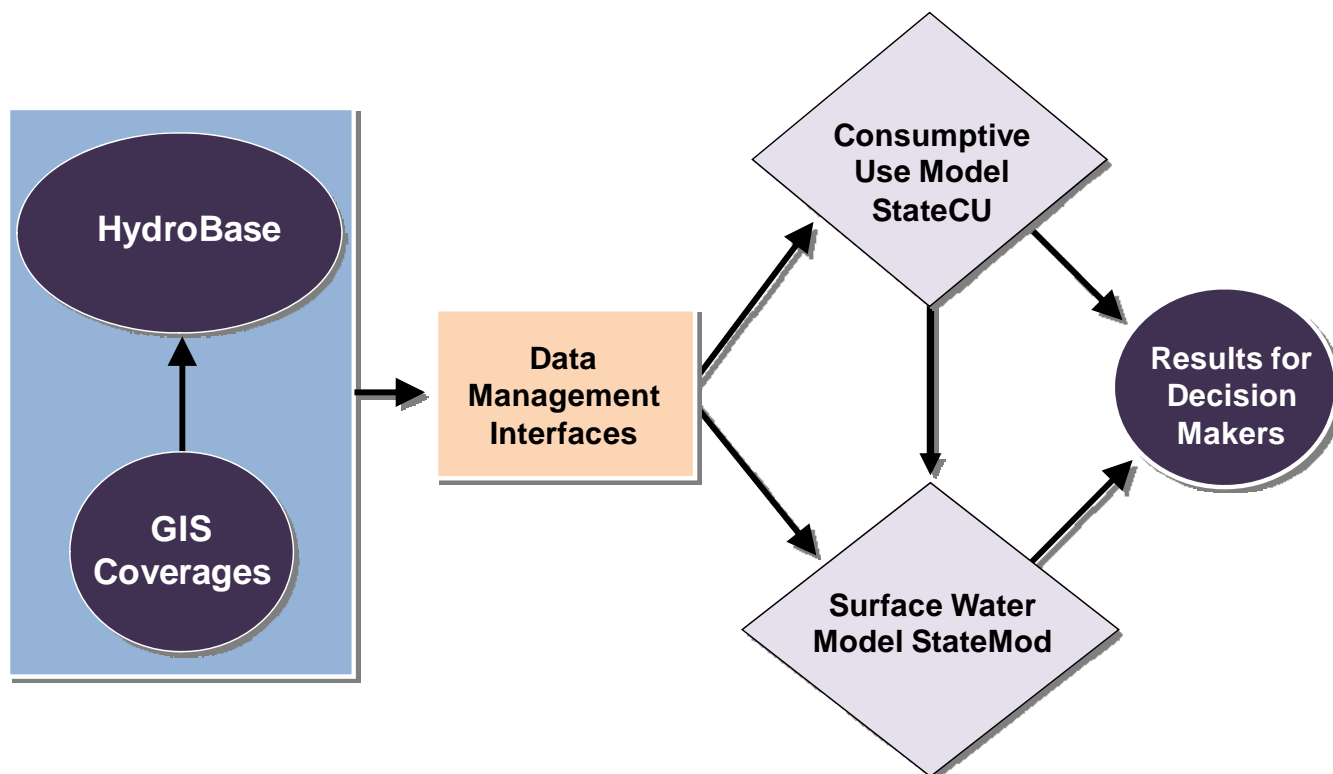 HydroBase
GIS
Coverages
Data
Management
Interfaces
Consumptive
Use Model
StateCU
Surface Water
Model StateMod
Results for
Decision
Makers